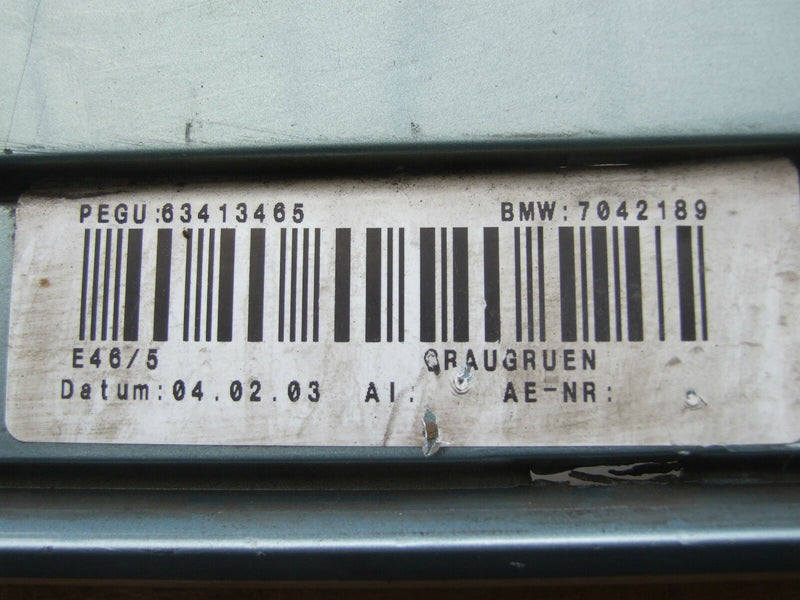 PEGU:63413465 BMW:7042189
E46/5 GRAUGRUEN
Datum:04.02.03 AI: AE-NR: